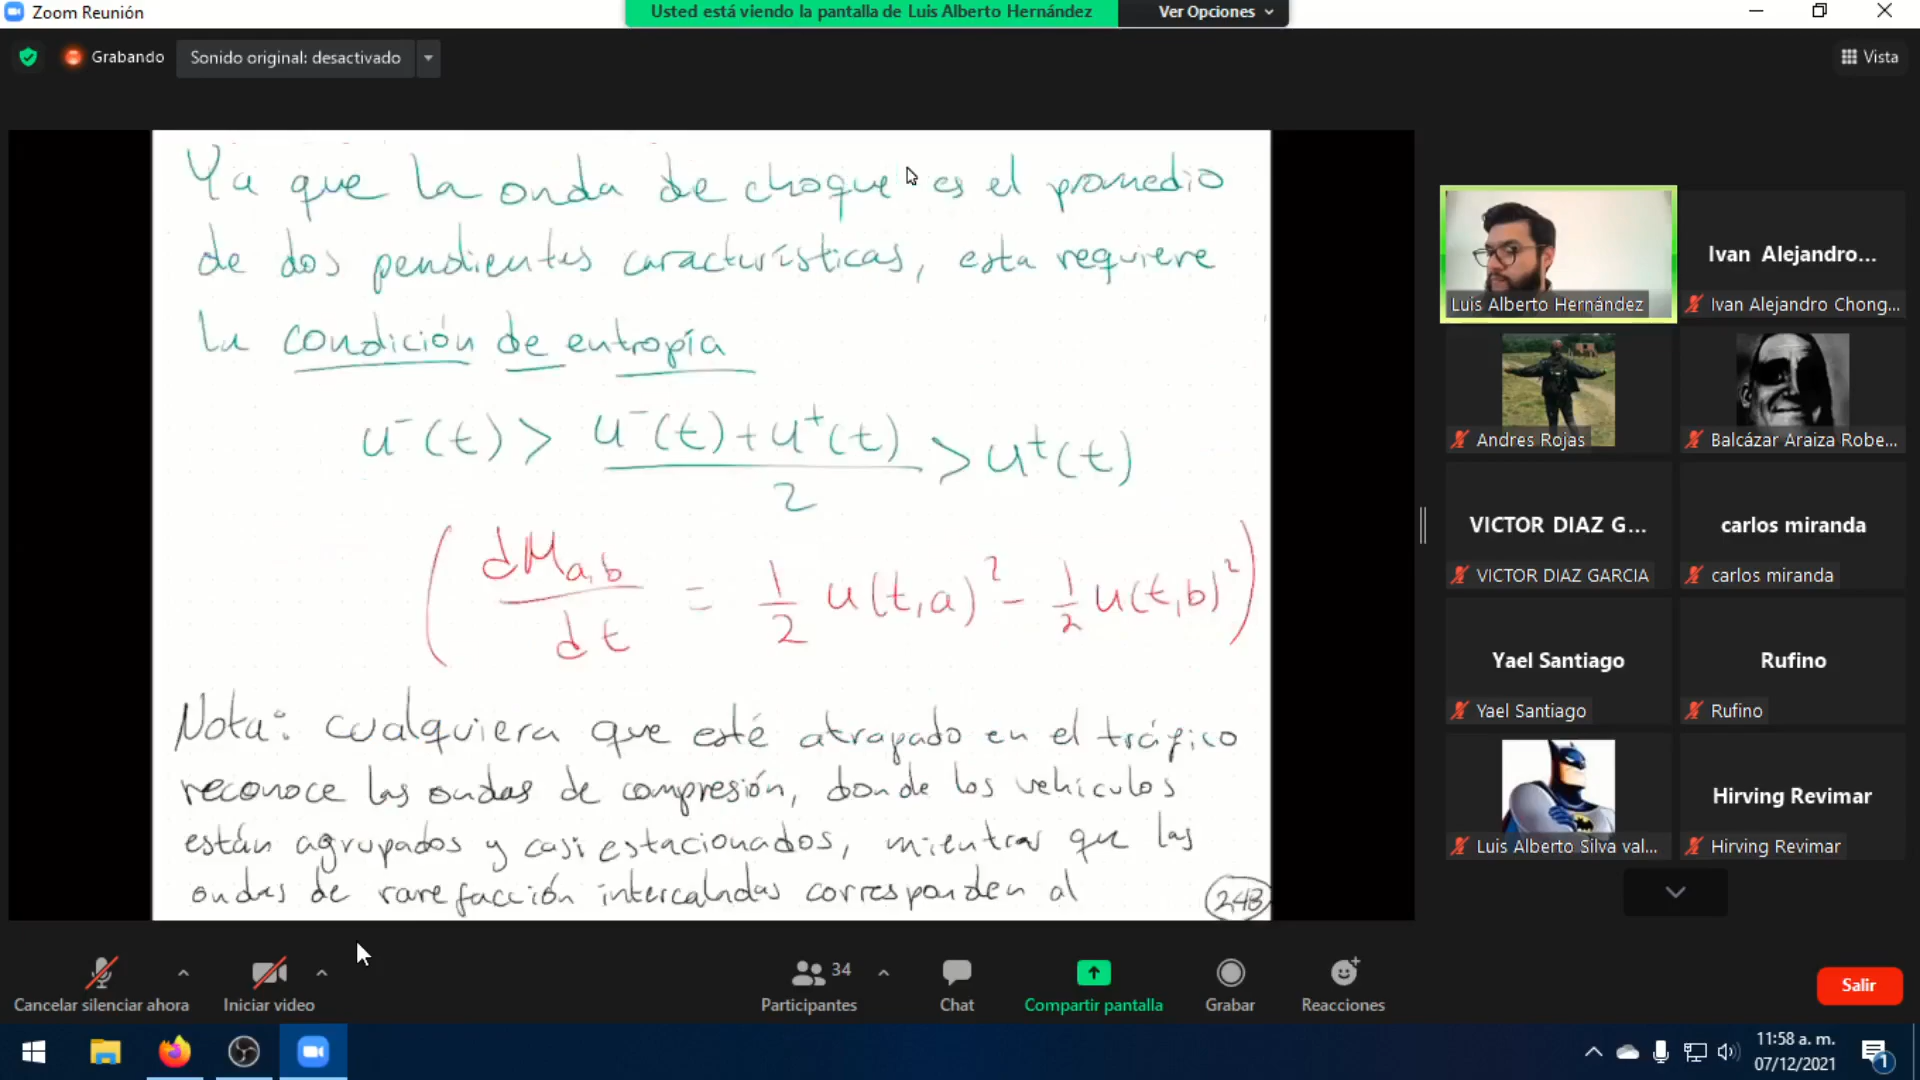 Zoom Reunión
Usted está viendo la pantalla de Luis Alberto Hernández
Ver Opciones
Grabando
Sonido original: desactivado
Vista
Ya que la onda de choque es el promedio
de dos pendientes características, esta requiere
la condición de entropía
u⁻(t) > (u⁻(t) + u⁺(t))/2 > u⁺(t)
( dM_{a,b}/dt = 1/2 u(t,a)² - 1/2 u(t,b)² )
Nota: cualquiera que esté atrapado en el tráfico
reconoce las ondas de compresión, donde los vehículos
están agrupados y casi estacionados, mientras que las
ondas de rarefacción intercaladas corresponden al
248
Luis Alberto Hernández
Ivan Alejandro...
Ivan Alejandro Chong...
Andres Rojas
Balcázar Araiza Robe...
VICTOR DIAZ G...
VICTOR DIAZ GARCIA
carlos miranda
carlos miranda
Yael Santiago
Yael Santiago
Rufino
Rufino
Luis Alberto Silva val...
Hirving Revimar
Hirving Revimar
Cancelar silenciar ahora
Iniciar video
34
Participantes
Chat
Compartir pantalla
Grabar
Reacciones
Salir
11:58 a. m.
07/12/2021
1